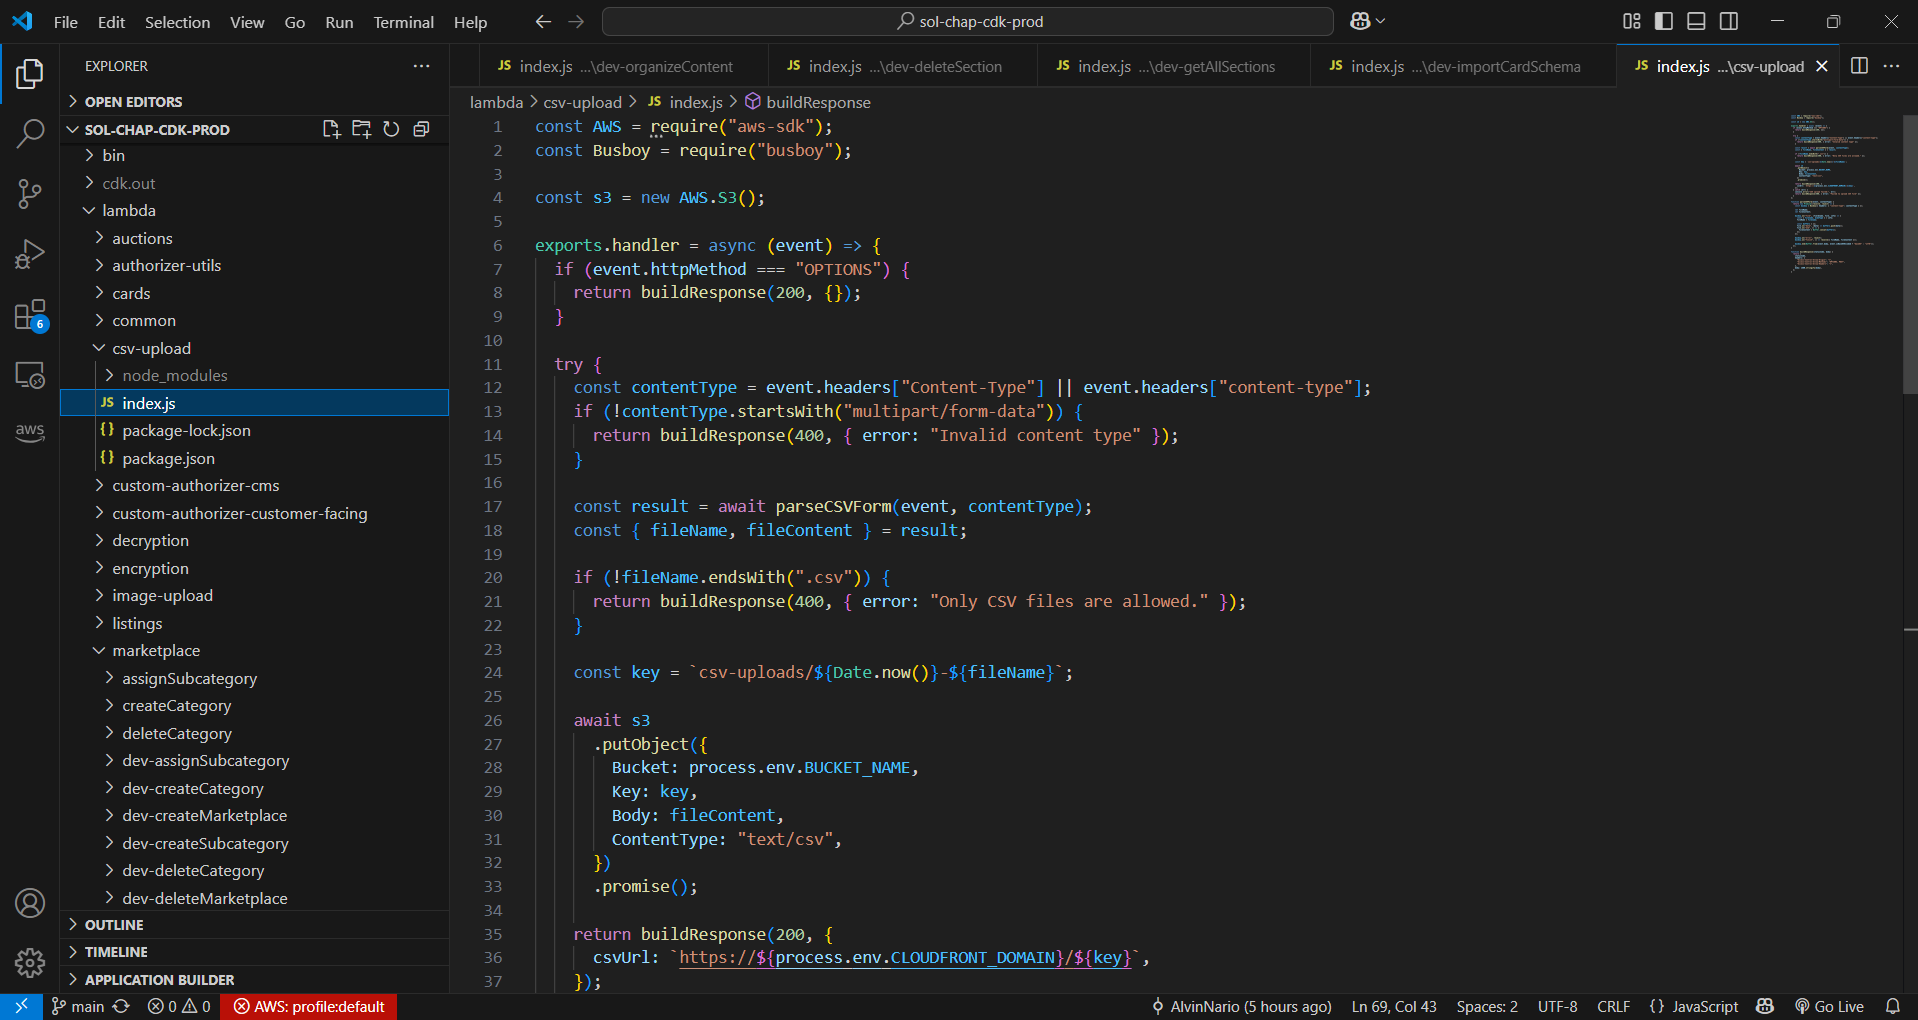 File Edit Selection View Go Run Terminal Help
sol-chap-cdk-prod
EXPLORER
OPEN EDITORS
SOL-CHAP-CDK-PROD
bin
cdk.out
lambda
auctions
authorizer-utils
cards
common
csv-upload
node_modules
JS index.js
{} package-lock.json
{} package.json
custom-authorizer-cms
custom-authorizer-customer-facing
decryption
encryption
image-upload
listings
marketplace
assignSubcategory
createCategory
deleteCategory
dev-assignSubcategory
dev-createCategory
dev-createMarketplace
dev-createSubcategory
dev-deleteCategory
dev-deleteMarketplace
OUTLINE
TIMELINE
APPLICATION BUILDER
6
aws
JS index.js ...\dev-organizeContent JS index.js ...\dev-deleteSection JS index.js ...\dev-getAllSections JS index.js ...\dev-importCardSchema JS index.js ...\csv-upload
lambda > csv-upload > JS index.js > buildResponse
1 const AWS = require("aws-sdk");
2 const Busboy = require("busboy");
3
4 const s3 = new AWS.S3();
5
6 exports.handler = async (event) => {
7 if (event.httpMethod === "OPTIONS") {
8 return buildResponse(200, {});
9 }
10
11 try {
12 const contentType = event.headers["Content-Type"] || event.headers["content-type"];
13 if (!contentType.startsWith("multipart/form-data")) {
14 return buildResponse(400, { error: "Invalid content type" });
15 }
16
17 const result = await parseCSVForm(event, contentType);
18 const { fileName, fileContent } = result;
19
20 if (!fileName.endsWith(".csv")) {
21 return buildResponse(400, { error: "Only CSV files are allowed." });
22 }
23
24 const key = `csv-uploads/${Date.now()}-${fileName}`;
25
26 await s3
27 .putObject({
28 Bucket: process.env.BUCKET_NAME,
29 Key: key,
30 Body: fileContent,
31 ContentType: "text/csv",
32 })
33 .promise();
34
35 return buildResponse(200, {
36 csvUrl: `https://${process.env.CLOUDFRONT_DOMAIN}/${key}`,
37 });
main 0 0 AWS: profile:default AlvinNario (5 hours ago) Ln 69, Col 43 Spaces: 2 UTF-8 CRLF {} JavaScript Go Live